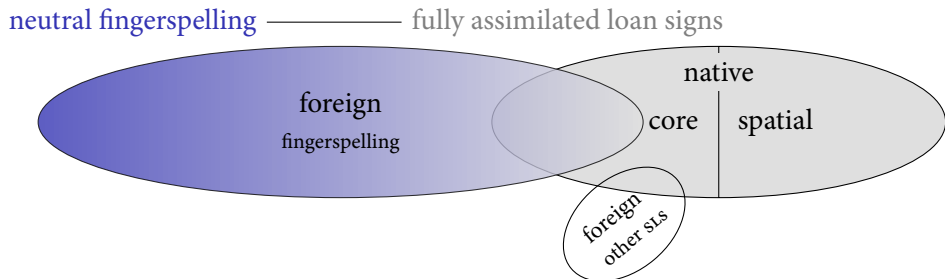 neutral fingerspelling fully assimilated loan signs
native
foreign
core spatial
fingerspelling
foreign
other SLs